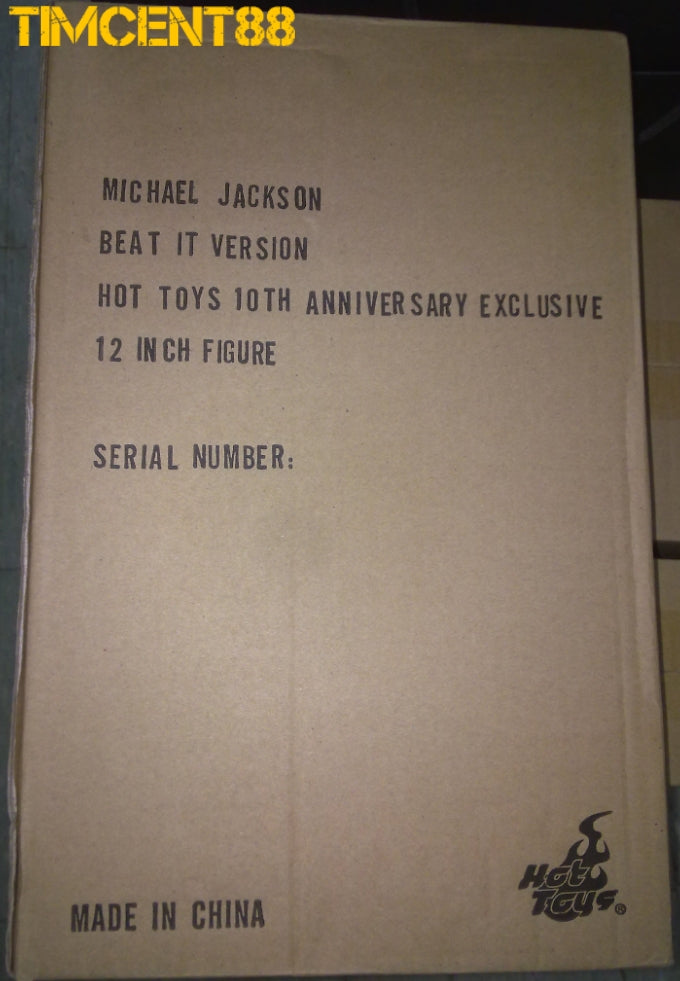 TIMCENT88
MICHAEL JACKSON
BEAT IT VERSION
HOT TOYS 10TH ANNIVERSARY EXCLUSIVE
12 INCH FIGURE
SERIAL NUMBER:
Hot
Toys®
MADE IN CHINA